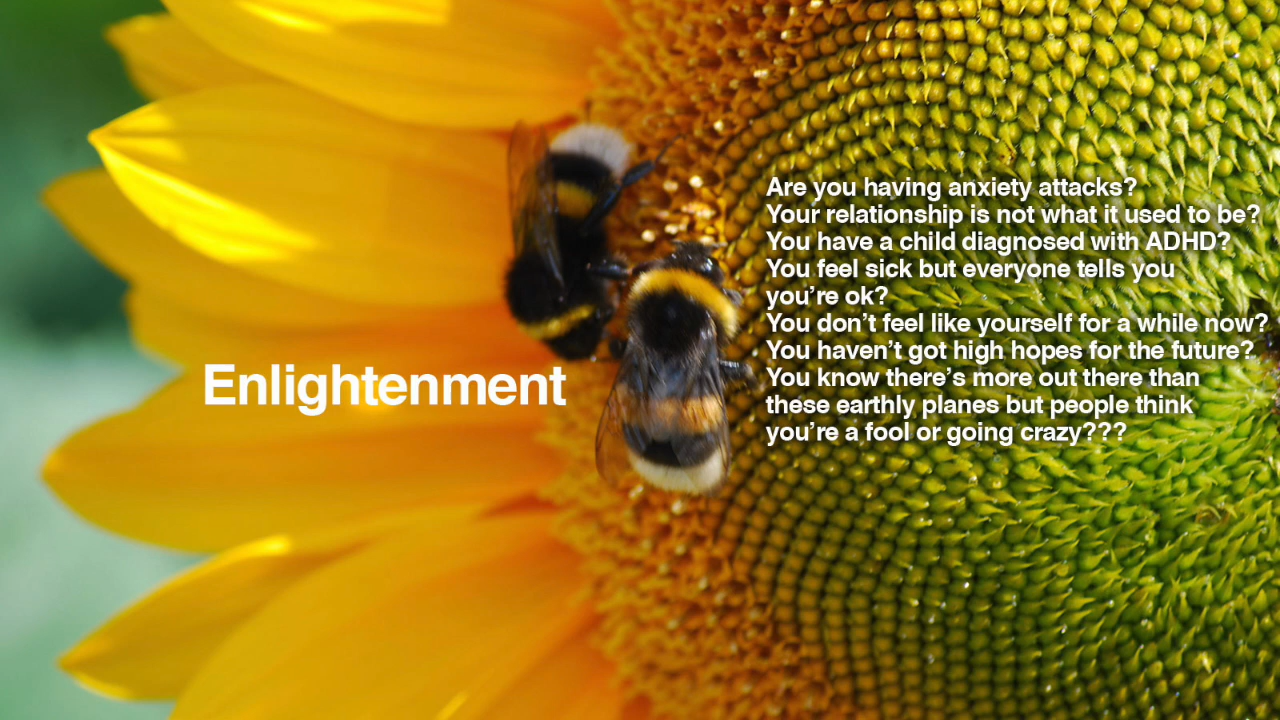 Enlightenment
Are you having anxiety attacks?
Your relationship is not what it used to be?
You have a child diagnosed with ADHD?
You feel sick but everyone tells you
you’re ok?
You don’t feel like yourself for a while now?
You haven’t got high hopes for the future?
You know there’s more out there than
these earthly planes but people think
you’re a fool or going crazy???